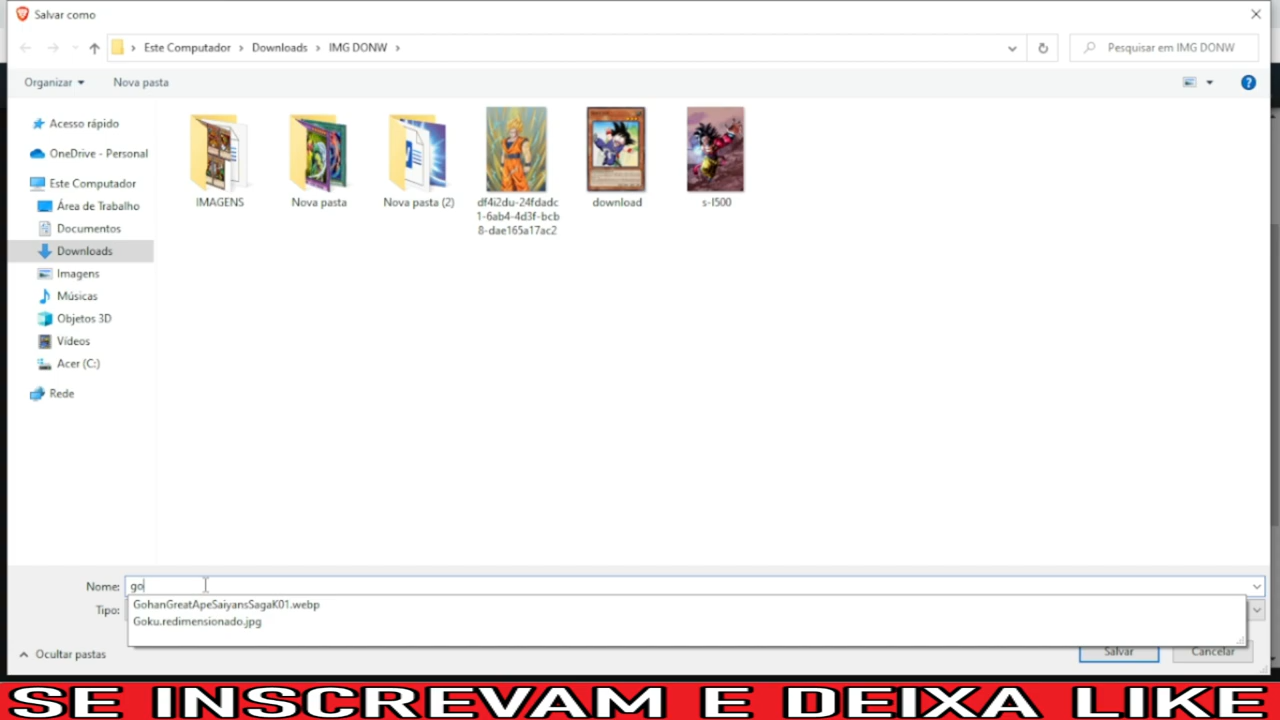 Salvar como
Este Computador > Downloads > IMG DONW >
Pesquisar em IMG DONW
Organizar
Nova pasta
Acesso rápido
OneDrive - Personal
Este Computador
Área de Trabalho
Documentos
Downloads
Imagens
Músicas
Objetos 3D
Vídeos
Acer (C:)
Rede
IMAGENS
Nova pasta
Nova pasta (2)
df4i2du-24fdadc
1-6ab4-4d3f-bcb
8-dae165a17ac2
download
s-l500
Nome: go
GohanGreatApeSaiyansSagaK01.webp
Goku.redimensionado.jpg
Tipo:
Ocultar pastas
Salvar
Cancelar
SE INSCREVAM E DEIXA LIKE